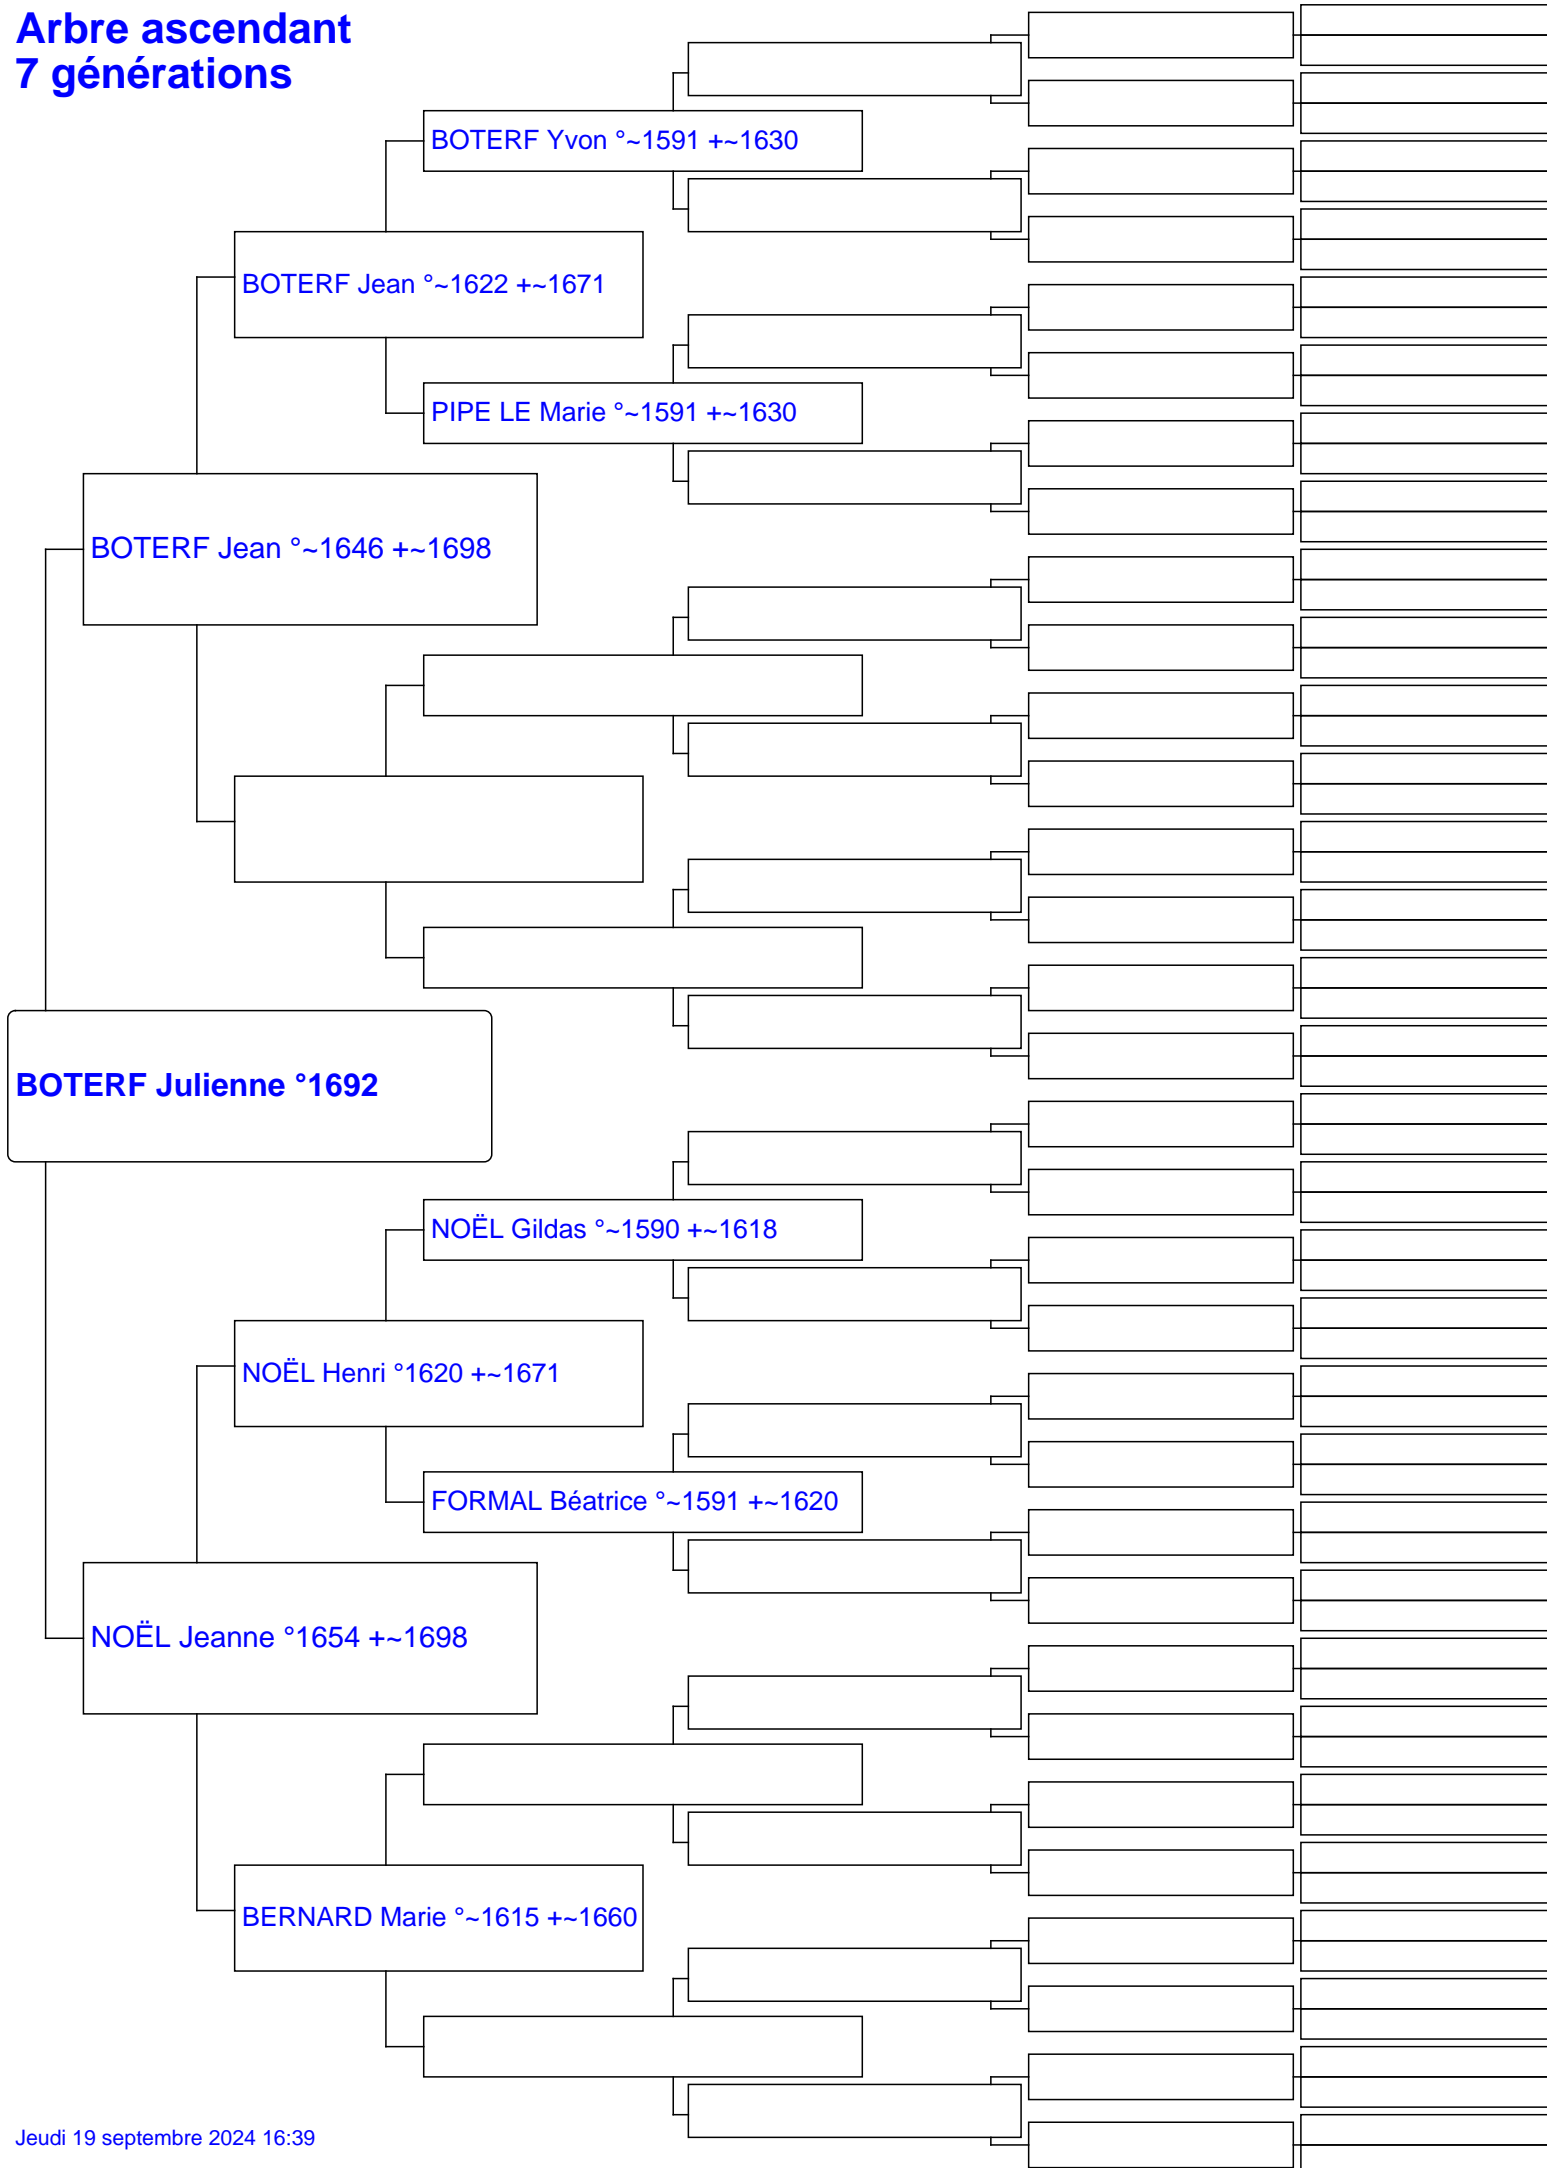 Arbre ascendant
7 générations
BOTERF Yvon °~1591 +~1630
BOTERF Jean °~1622 +~1671
PIPE LE Marie °~1591 +~1630
BOTERF Jean °~1646 +~1698
BOTERF Julienne °1692
NOËL Gildas °~1590 +~1618
NOËL Henri °1620 +~1671
FORMAL Béatrice °~1591 +~1620
NOËL Jeanne °1654 +~1698
BERNARD Marie °~1615 +~1660
Jeudi 19 septembre 2024 16:39